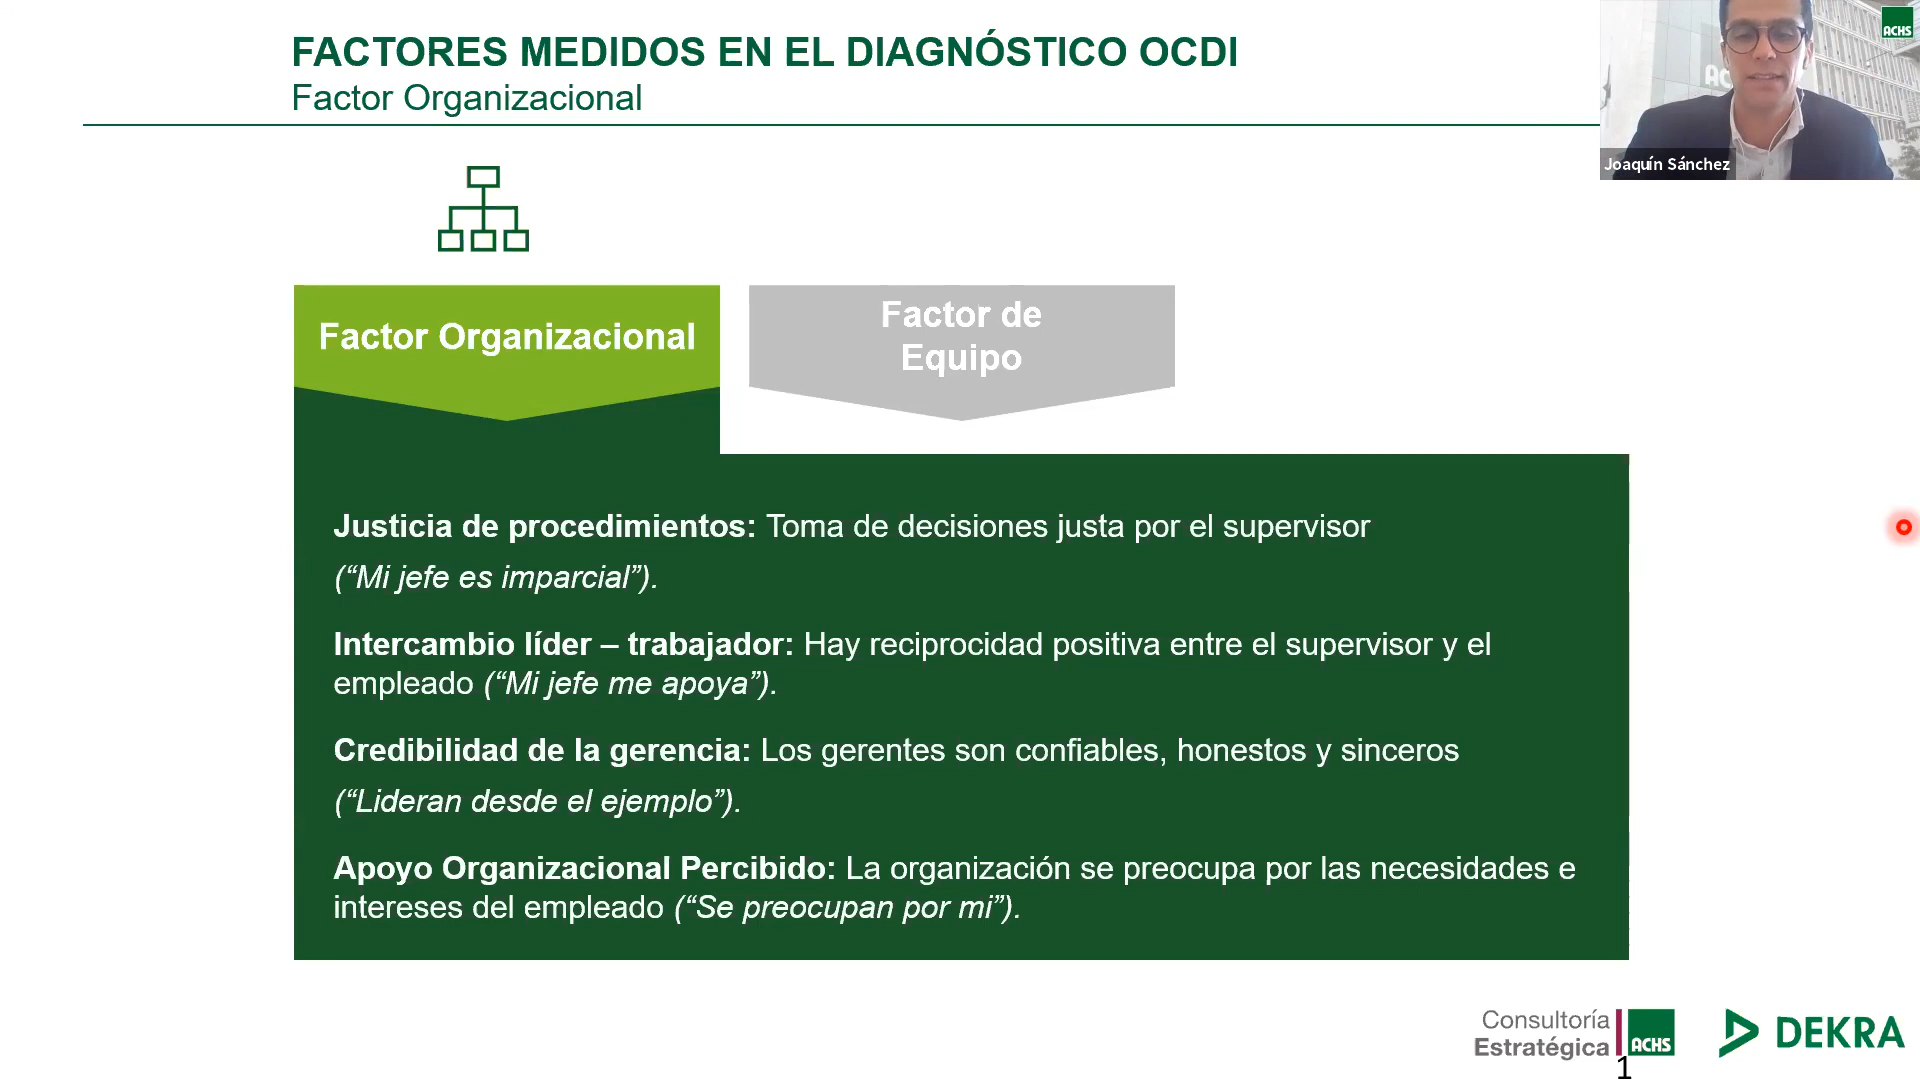 FACTORES MEDIDOS EN EL DIAGNÓSTICO OCDI
Factor Organizacional
ACHS
Joaquín Sánchez
Factor Organizacional
Factor de
Equipo
Justicia de procedimientos: Toma de decisiones justa por el supervisor
(“Mi jefe es imparcial”).
Intercambio líder – trabajador: Hay reciprocidad positiva entre el supervisor y el
empleado (“Mi jefe me apoya”).
Credibilidad de la gerencia: Los gerentes son confiables, honestos y sinceros
(“Lideran desde el ejemplo”).
Apoyo Organizacional Percibido: La organización se preocupa por las necesidades e
intereses del empleado (“Se preocupan por mi”).
Consultoría
Estratégica
ACHS
DEKRA
1